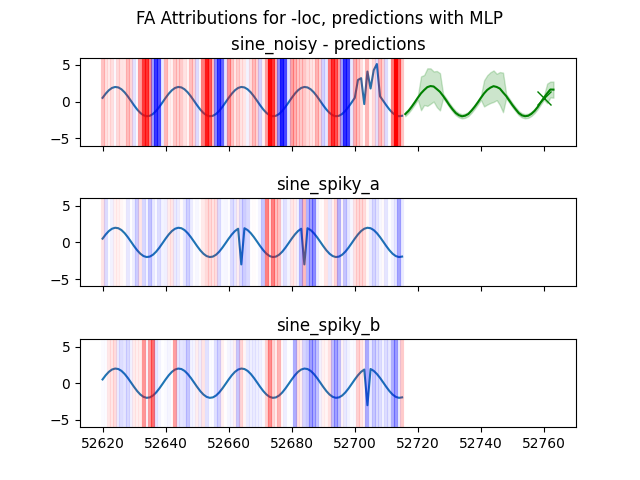 FA Attributions for -loc, predictions with MLP
sine_noisy - predictions
5
0
−5
sine_spiky_a
5
0
−5
sine_spiky_b
5
0
−5
52620 52640 52660 52680 52700 52720 52740 52760